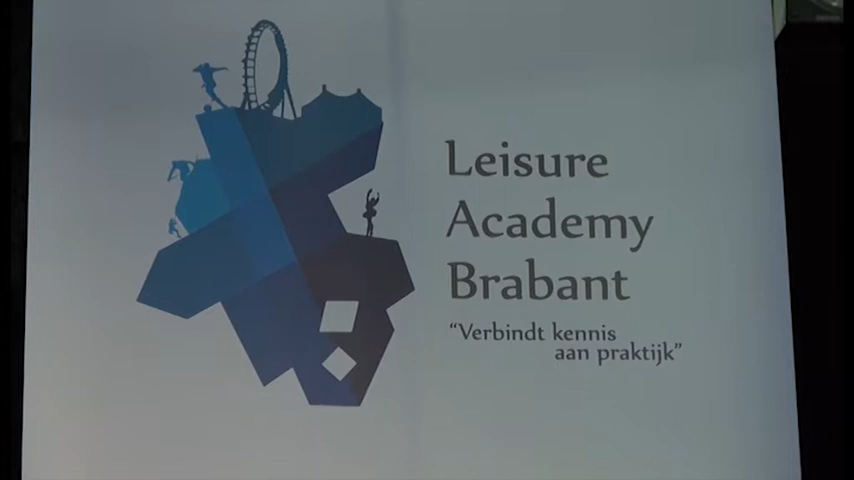 Leisure
Academy
Brabant
“Verbindt kennis
aan praktijk”